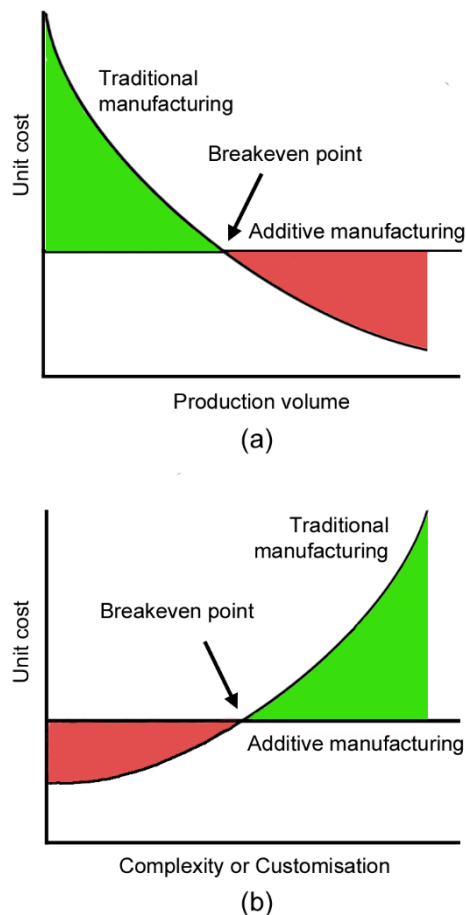 Traditional
manufacturing
Breakeven point
Additive manufacturing
Unit cost
Production volume
(a)
Traditional
manufacturing
Breakeven point
Additive manufacturing
Unit cost
Complexity or Customisation
(b)